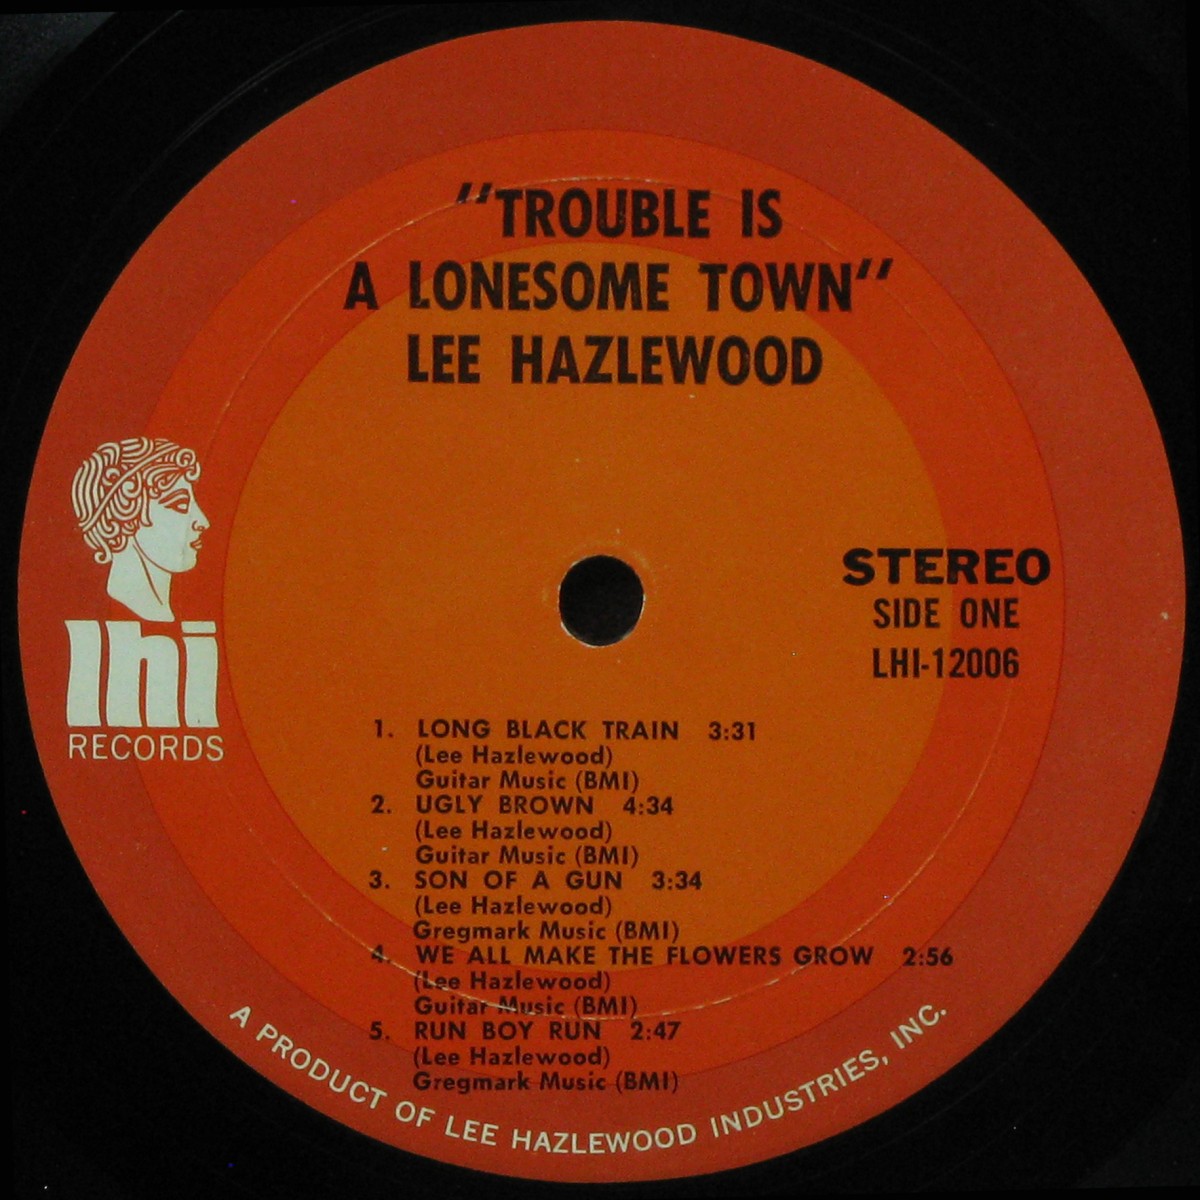 "TROUBLE IS
A LONESOME TOWN"
LEE HAZLEWOOD
STEREO
SIDE ONE
LHI-12006
lhi
RECORDS
1. LONG BLACK TRAIN 3:31
(Lee Hazlewood)
Guitar Music (BMI)
2. UGLY BROWN 4:34
(Lee Hazlewood)
Guitar Music (BMI)
3. SON OF A GUN 3:34
(Lee Hazlewood)
Gregmark Music (BMI)
4. WE ALL MAKE THE FLOWERS GROW 2:56
(Lee Hazlewood)
Guitar Music (BMI)
5. RUN BOY RUN 2:47
(Lee Hazlewood)
Gregmark Music (BMI)
A PRODUCT OF LEE HAZLEWOOD INDUSTRIES, INC.